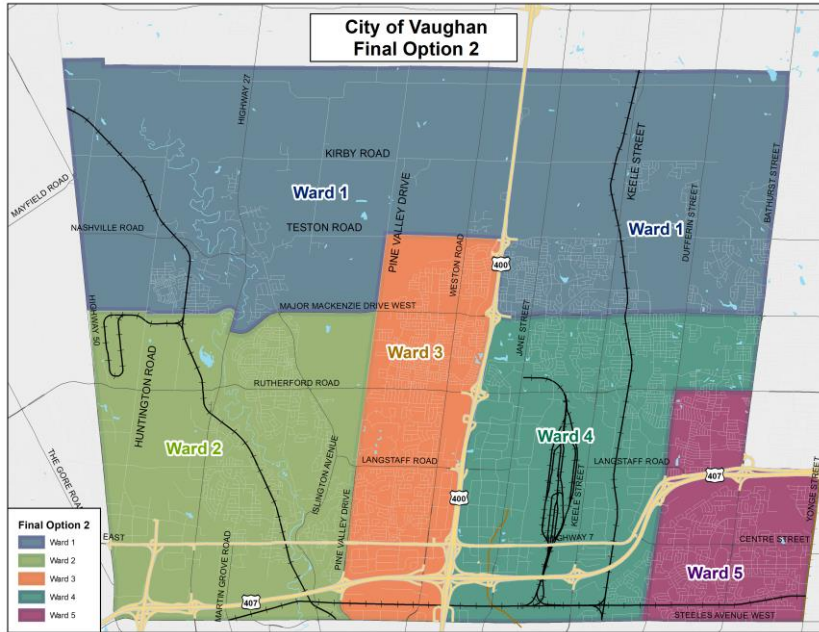 City of Vaughan
Final Option 2
HIGHWAY 27
KEELE STREET
KIRBY ROAD
MAYFIELD ROAD
Ward 1
PINE VALLEY DRIVE
BATHURST STREET
DUFFERIN STREET
NASHVILLE ROAD
TESTON ROAD
WESTON ROAD
Ward 1
400
HIGHWAY 50
MAJOR MACKENZIE DRIVE WEST
JANE STREET
Ward 3
HUNTINGTON ROAD
RUTHERFORD ROAD
Ward 2
Ward 4
ISLINGTON AVENUE
LANGSTAFF ROAD
LANGSTAFF ROAD
407
THE GORE ROAD
400
KEELE STREET
YONGE STREET
Final Option 2
Ward 1
Ward 2
Ward 3
Ward 4
Ward 5
EAST
MARTIN GROVE ROAD
PINE VALLEY DRIVE
HIGHWAY 7
CENTRE STREET
Ward 5
407
STEELES AVENUE WEST